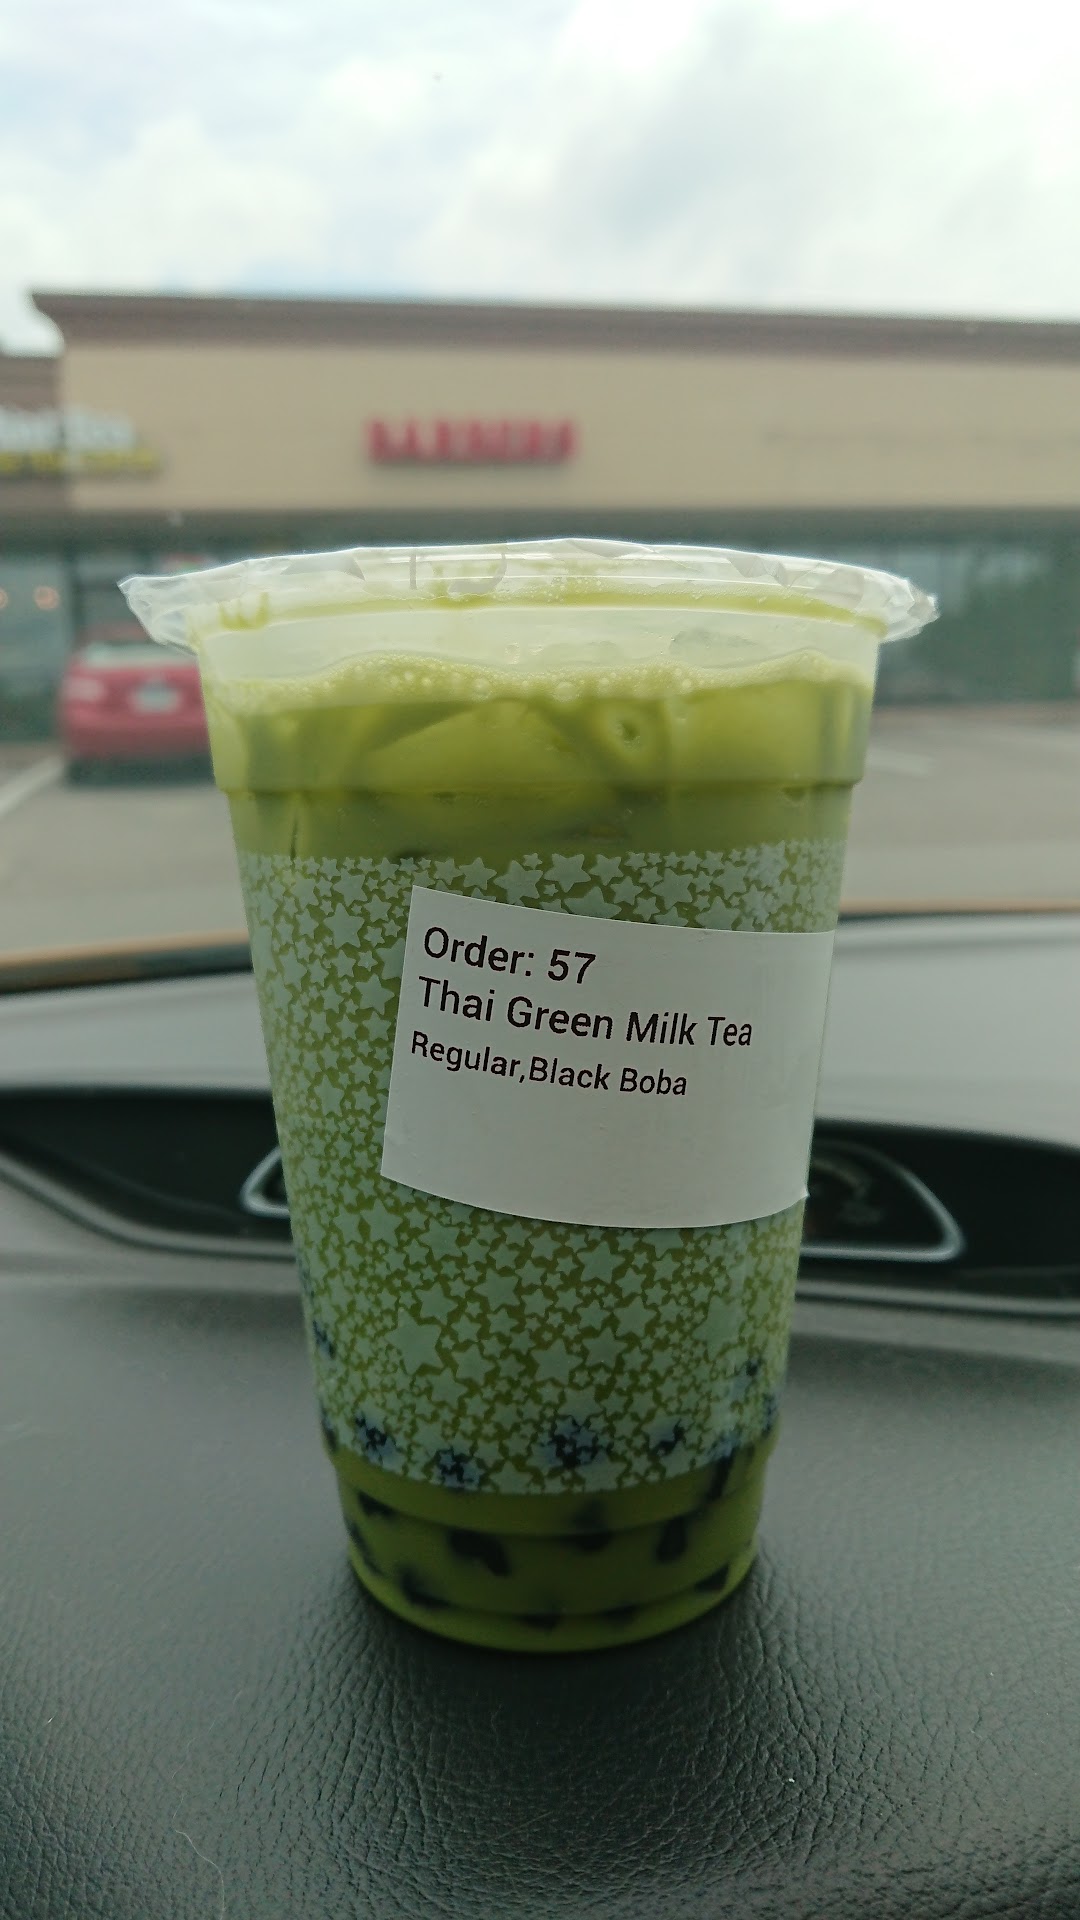 BARBERS
Order: 57
Thai Green Milk Tea
Regular,Black Boba